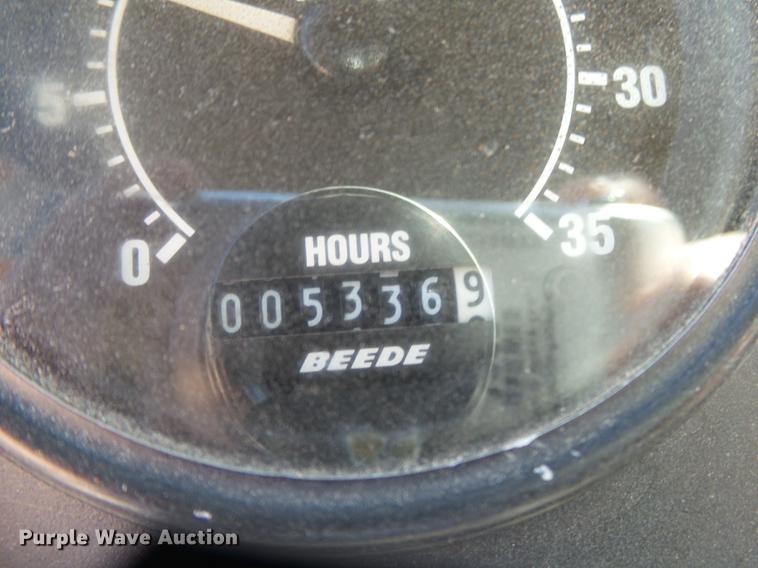 5
30
0
35
HOURS
0053369
BEEDE
Purple Wave Auction